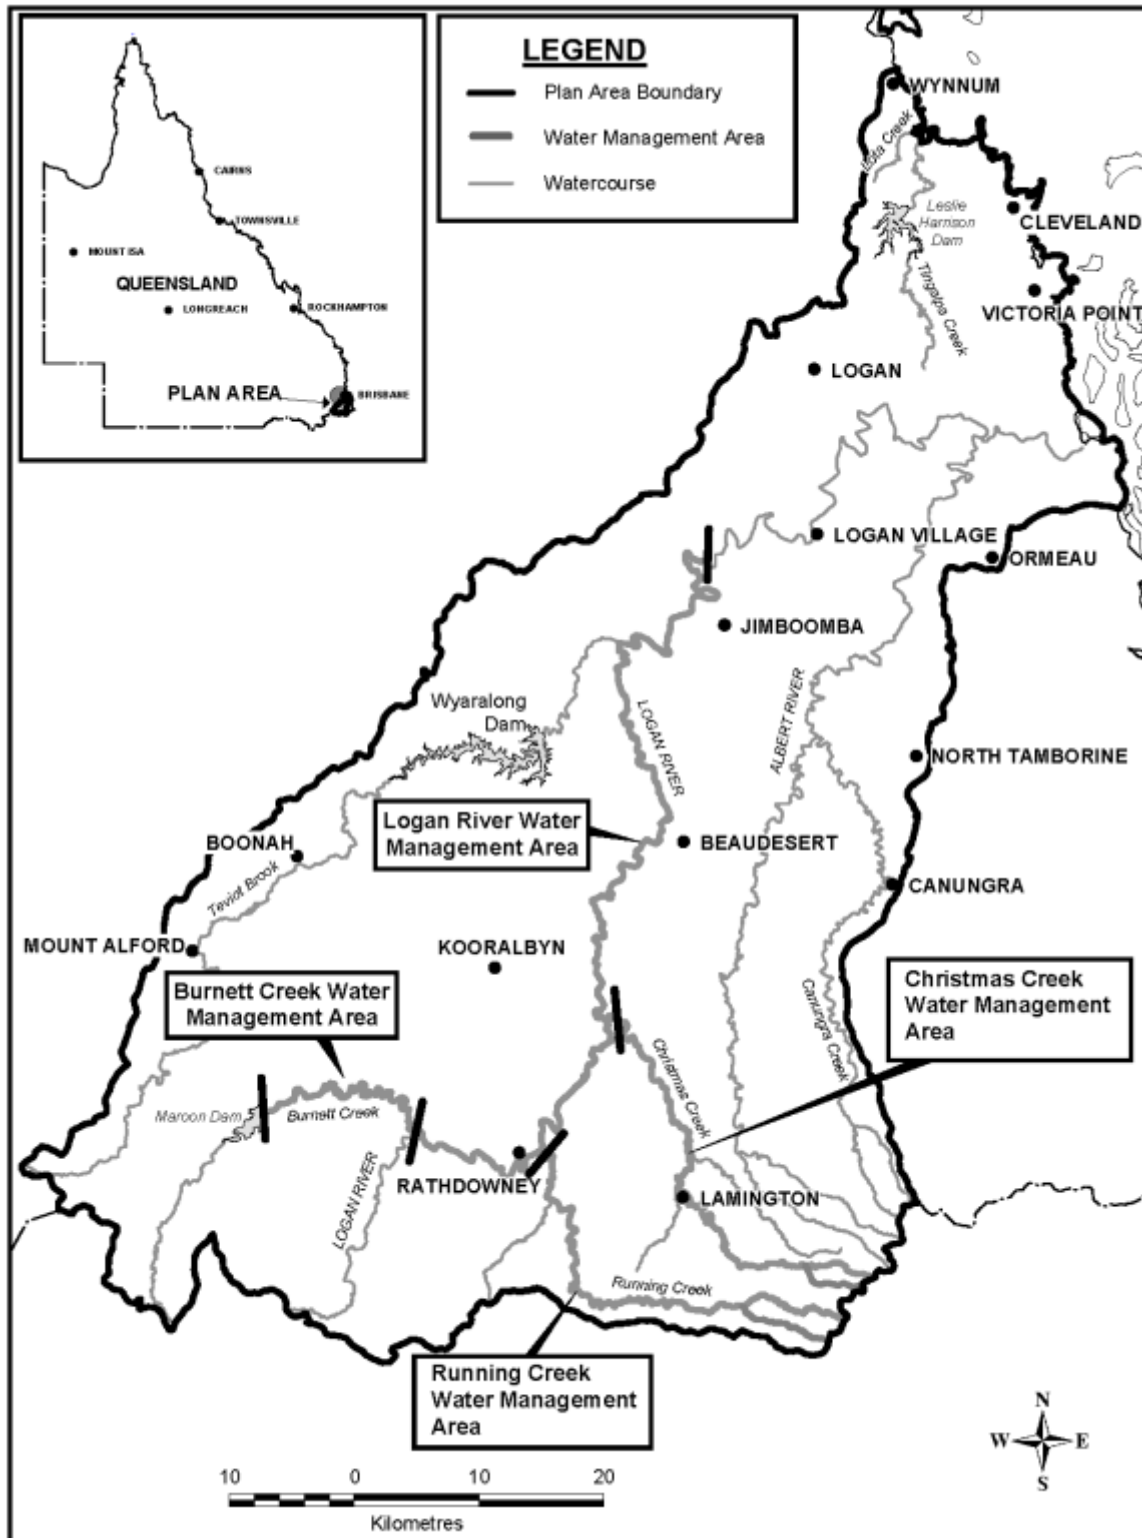 LEGEND
Plan Area Boundary
Water Management Area
Watercourse
CAIRNS
TOWNSVILLE
MOUNT ISA
QUEENSLAND
LONGREACH
ROCKHAMPTON
PLAN AREA
BRISBANE
WYNNUM
Lota Creek
Leslie
Harrison
Dam
CLEVELAND
Tingalpa Creek
VICTORIA POINT
LOGAN
LOGAN VILLAGE
ORMEAU
JIMBOOMBA
Wyaralong
Dam
LOGAN RIVER
ALBERT RIVER
NORTH TAMBORINE
Logan River Water
Management Area
BOONAH
BEAUDESERT
Teviot Brook
CANUNGRA
MOUNT ALFORD
KOORALBYN
Burnett Creek Water
Management Area
Christmas Creek
Water Management
Area
Canungra Creek
Christmas Creek
Maroon Dam
Burnett Creek
LOGAN RIVER
RATHDOWNEY
LAMINGTON
Running Creek
Running Creek
Water Management
Area
N
W E
S
10 0 10 20
Kilometres